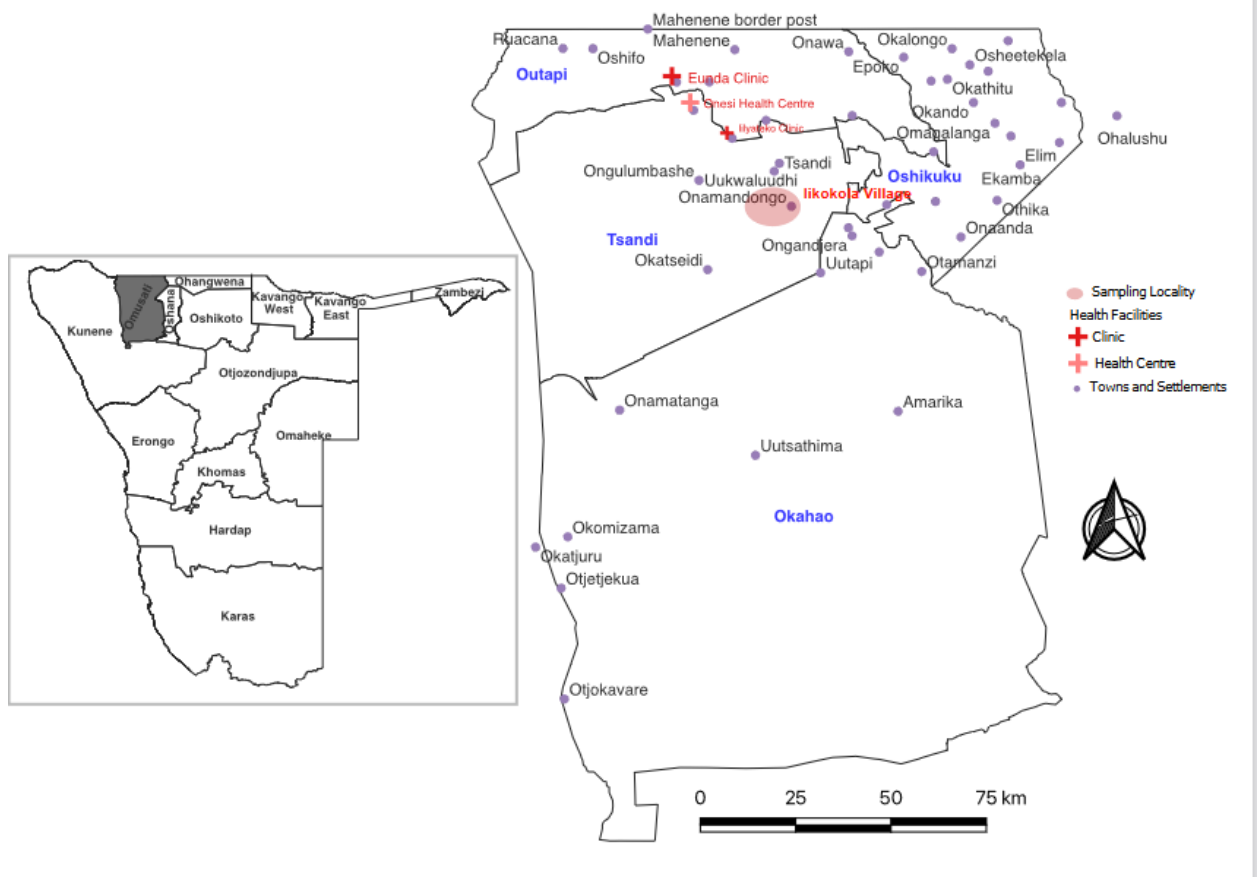 Mahenene border post
Ruacana
Mahenene
Onawa
Okalongo
Oshifo
Epoko
Osheetekela
Outapi
Eunda Clinic
Okathitu
Onesi Health Centre
Okando
Omanalanga
Ohalushu
Elim
Tsandi
Ongulumbashe
Uukwaluudhi
Oshikuku
Ekamba
Onamandongo
Iikokola Village
Othika
Tsandi
Onaanda
Ongandjera
Okatseidi
Uutapi
Otamanzi
Ohangwena
Zambezi
Omusati
Oshana
Kavango
West
Kavango
East
Oshikoto
Kunene
Otjozondjupa
Erongo
Omaheke
Khomas
Hardap
Karas
Sampling Locality
Health Facilities
Clinic
Health Centre
Towns and Settlements
Onamatanga
Amarika
Uutsathima
Okahao
Okomizama
Okatjuru
Otjetjekua
Otjokavare
0 25 50 75 km